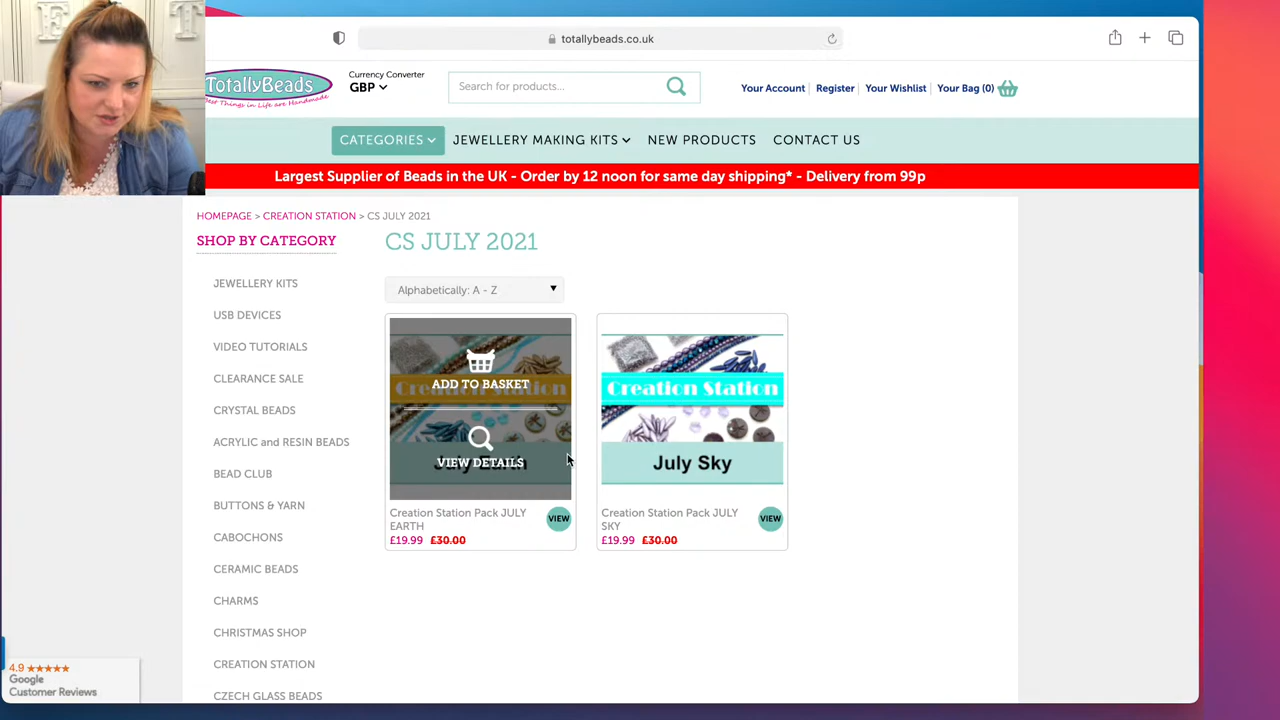 E T
totallybeads.co.uk
TotallyBeads
Best Things in Life are Handmade
Currency Converter
GBP
Search for products...
Your Account
Register
Your Wishlist
Your Bag (0)
CATEGORIES
JEWELLERY MAKING KITS
NEW PRODUCTS
CONTACT US
Largest Supplier of Beads in the UK - Order by 12 noon for same day shipping* - Delivery from 99p
HOMEPAGE > CREATION STATION > CS JULY 2021
SHOP BY CATEGORY
JEWELLERY KITS
USB DEVICES
VIDEO TUTORIALS
CLEARANCE SALE
CRYSTAL BEADS
ACRYLIC and RESIN BEADS
BEAD CLUB
BUTTONS & YARN
CABOCHONS
CERAMIC BEADS
CHARMS
CHRISTMAS SHOP
CREATION STATION
CZECH GLASS BEADS
CS JULY 2021
Alphabetically: A - Z
Creation Station
ADD TO BASKET
VIEW DETAILS
July Earth
Creation Station Pack JULY
EARTH
£19.99 £30.00
VIEW
Creation Station
July Sky
Creation Station Pack JULY
SKY
£19.99 £30.00
VIEW
4.9
Google
Customer Reviews